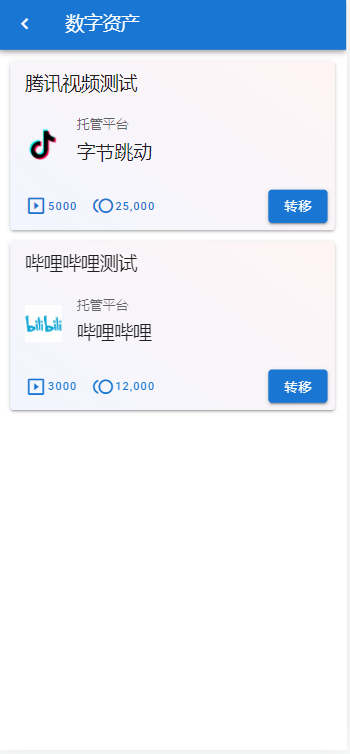 数字资产
腾讯视频测试
托管平台
字节跳动
5000 25,000 转移
哔哩哔哩测试
托管平台
bilibili
哔哩哔哩
3000 12,000 转移